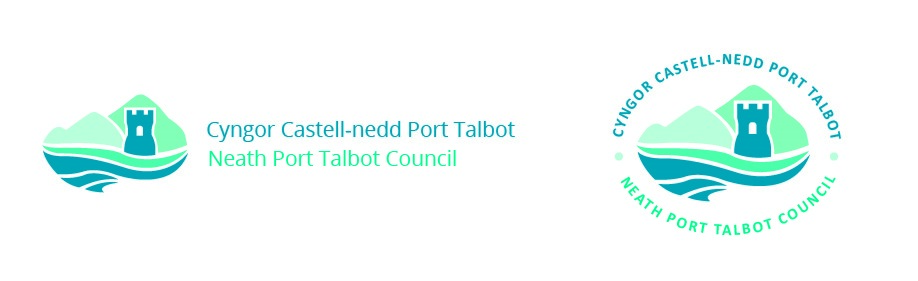 Cyngor Castell-nedd Port Talbot
Neath Port Talbot Council
CYNGOR CASTELL-NEDD PORT TALBOT
NEATH PORT TALBOT COUNCIL